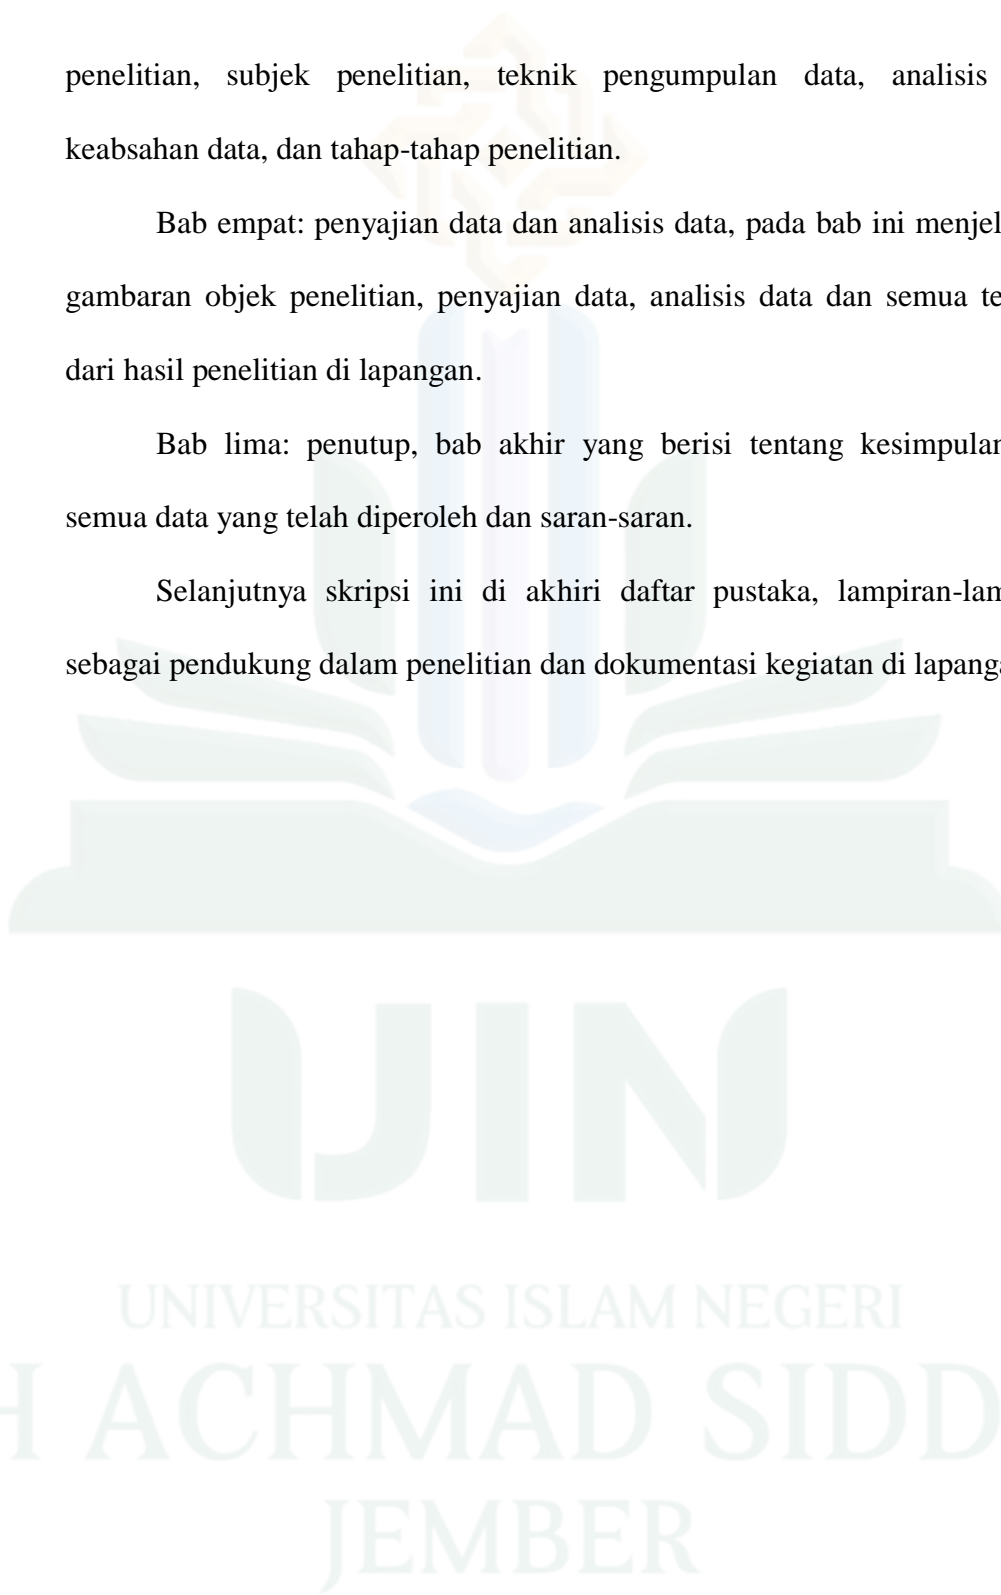 penelitian, subjek penelitian, teknik pengumpulan data, analisis
keabsahan data, dan tahap-tahap penelitian.
Bab empat: penyajian data dan analisis data, pada bab ini menjel
gambaran objek penelitian, penyajian data, analisis data dan semua te
dari hasil penelitian di lapangan.
Bab lima: penutup, bab akhir yang berisi tentang kesimpulan
semua data yang telah diperoleh dan saran-saran.
Selanjutnya skripsi ini di akhiri daftar pustaka, lampiran-lam
sebagai pendukung dalam penelitian dan dokumentasi kegiatan di lapanga
UIN
UNIVERSITAS ISLAM NEGERI
H ACHMAD SIDD
JEMBER